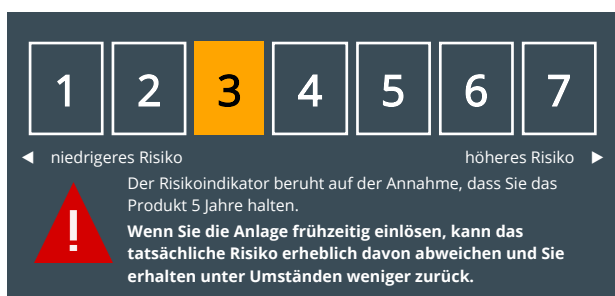 1 2 3 4 5 6 7
◄ niedrigeres Risiko höheres Risiko ►
Der Risikoindikator beruht auf der Annahme, dass Sie das
Produkt 5 Jahre halten.
!
Wenn Sie die Anlage frühzeitig einlösen, kann das
tatsächliche Risiko erheblich davon abweichen und Sie
erhalten unter Umständen weniger zurück.